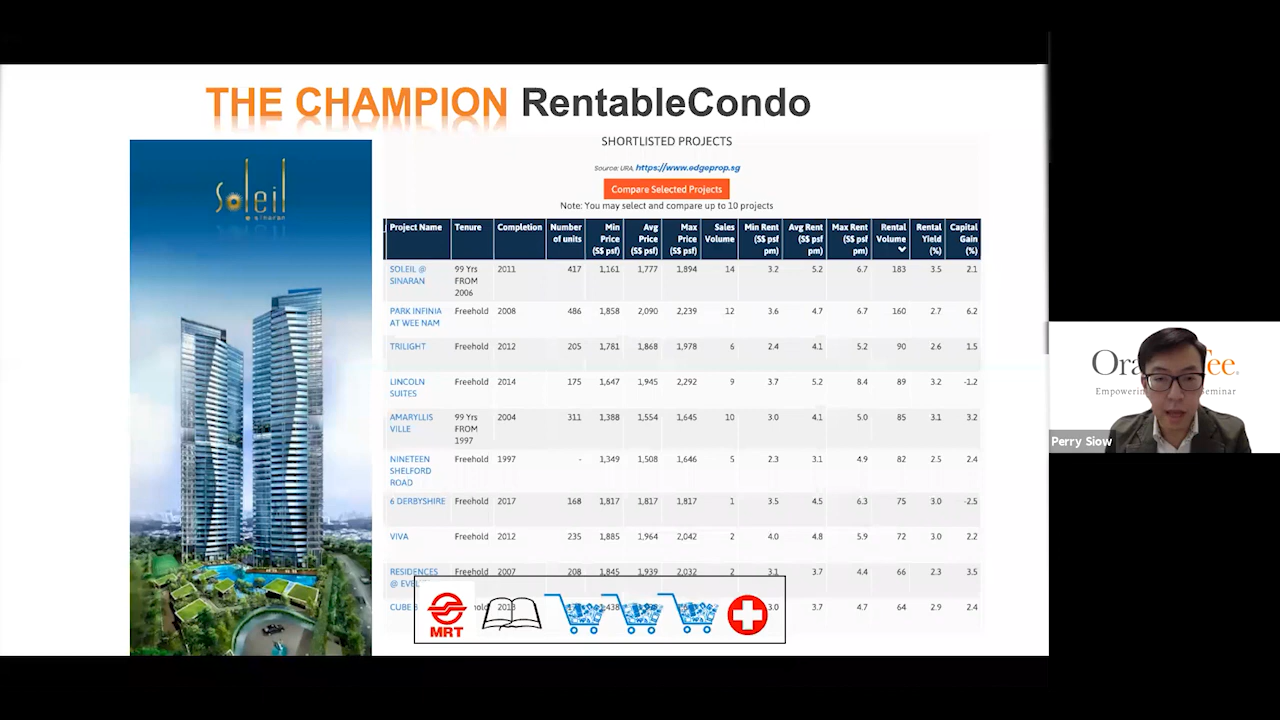 THE CHAMPION RentableCondo
SHORTLISTED PROJECTS
Source: URA, https://www.edgeprop.sg
Compare Selected Projects
Note: You may select and compare up to 10 projects
Soleil
@ sinaran
Project Name Tenure Completion Number of units Min Price (S$ psf) Avg Price (S$ psf) Max Price (S$ psf) Sales Volume Min Rent (S$ psf pm) Avg Rent (S$ psf pm) Max Rent (S$ psf pm) Rental Volume Rental Yield (%) Capital Gain (%)
SOLEIL @ SINARAN 99 Yrs FROM 2006 2011 417 1,161 1,777 1,894 14 3.2 5.2 6.7 183 3.5 2.1
PARK INFINIA AT WEE NAM Freehold 2008 486 1,858 2,090 2,239 12 3.6 4.7 6.7 160 2.7 6.2
TRILIGHT Freehold 2012 205 1,781 1,868 1,978 6 2.4 4.1 5.2 90 2.6 1.5
LINCOLN SUITES Freehold 2014 175 1,647 1,945 2,292 9 3.7 5.2 8.4 89 3.2 -1.2
AMARYLLIS VILLE 99 Yrs FROM 1997 2004 311 1,388 1,554 1,645 10 3.0 4.1 5.0 85 3.1 3.2
NINETEEN SHELFORD ROAD Freehold 1997 - 1,349 1,508 1,646 5 2.3 3.1 4.9 82 2.5 2.4
6 DERBYSHIRE Freehold 2017 168 1,817 1,817 1,817 1 3.5 4.5 6.3 75 3.0 -2.5
VIVA Freehold 2012 235 1,885 1,964 2,042 2 4.0 4.8 5.9 72 3.0 2.2
RESIDENCES @ Freehold 2007 208 1,845 1,939 2,032 2 3.1 3.7 4.4 66 2.3 3.5
CUBE 3.0 3.7 4.7 64 2.9 2.4
MRT
Perry Siow